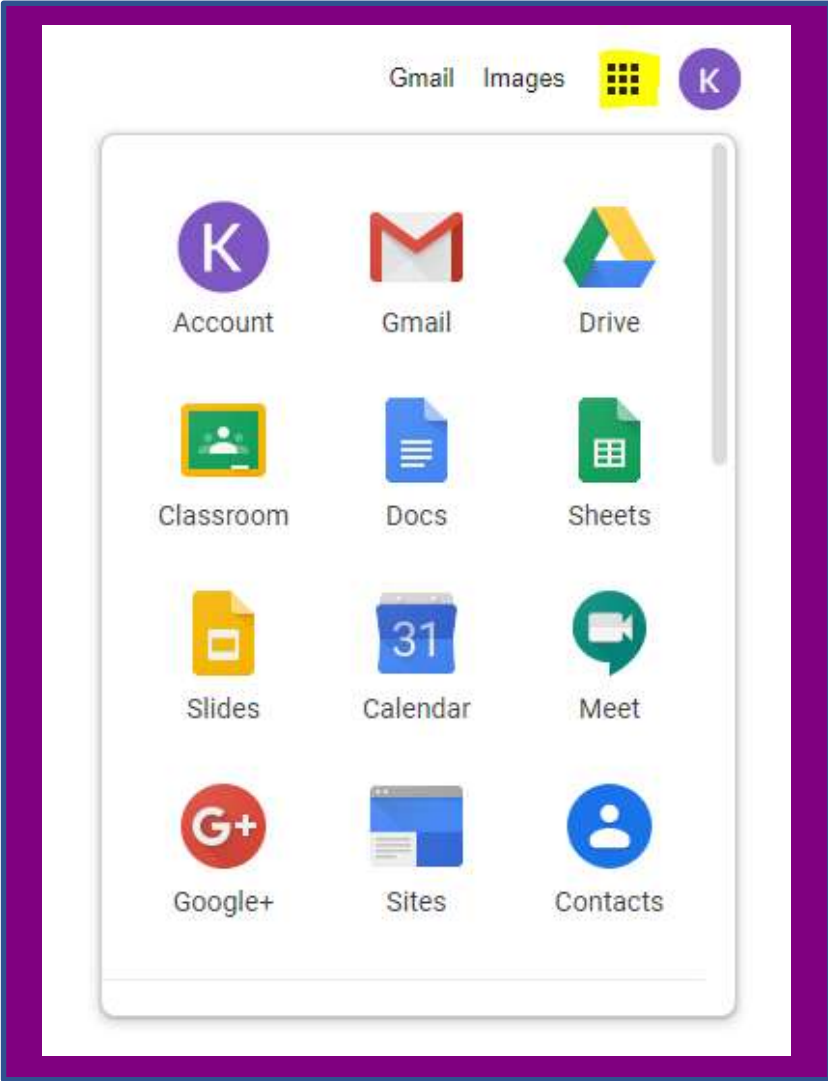 Gmail Images K
K
Account Gmail Drive
Classroom Docs Sheets
31
Slides Calendar Meet
G+
Google+ Sites Contacts